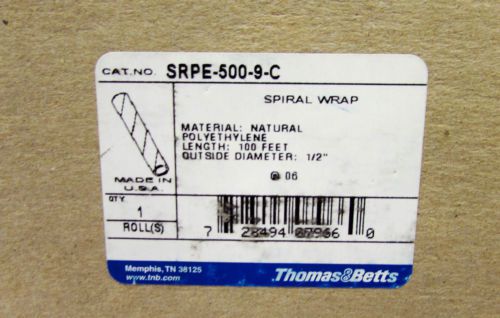 CAT.NO. SRPE-500-9-C
SPIRAL WRAP
MATERIAL: NATURAL
POLYETHYLENE
LENGTH: 100 FEET
OUTSIDE DIAMETER: 1/2"
06
MADE IN
U.S.A.
QTY.
1
ROLL(S)
7 28494 07966 0
Memphis, TN 38125
www.tnb.com
Thomas&Betts